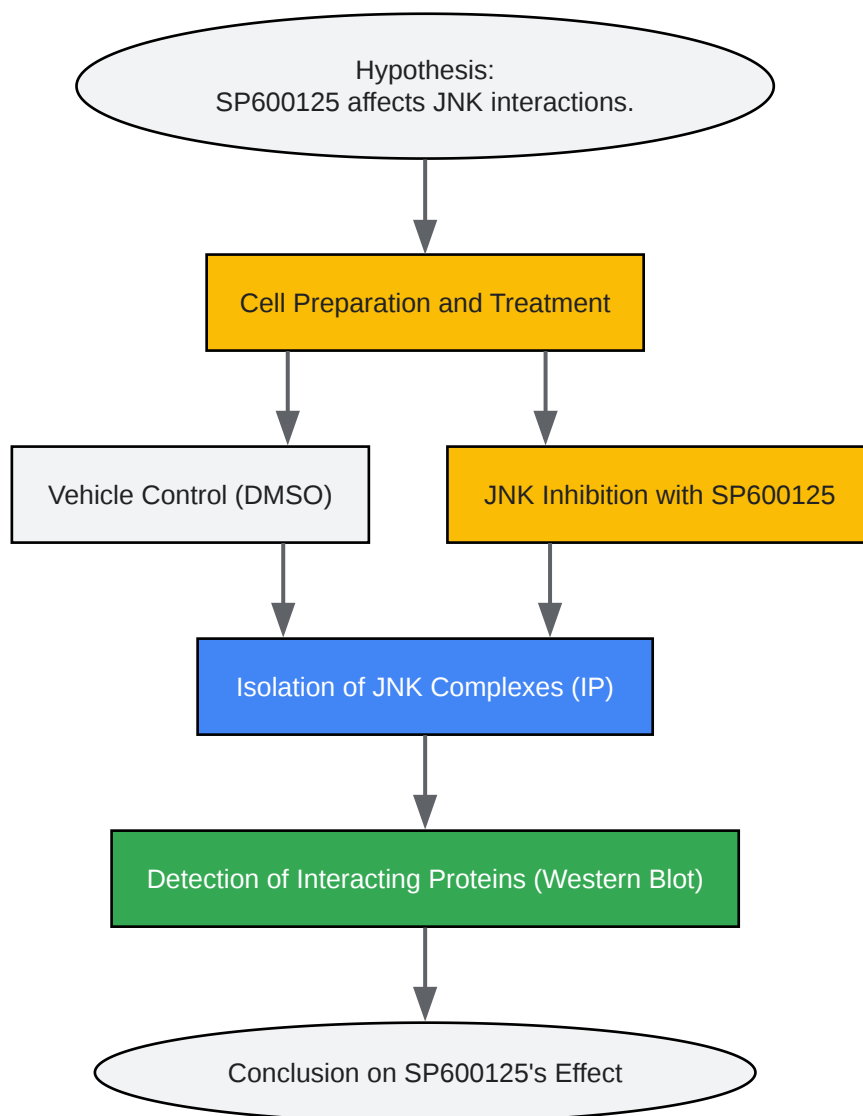 Hypothesis:
SP600125 affects JNK interactions.
Cell Preparation and Treatment
Vehicle Control (DMSO)
JNK Inhibition with SP600125
Isolation of JNK Complexes (IP)
Detection of Interacting Proteins (Western Blot)
Conclusion on SP600125's Effect